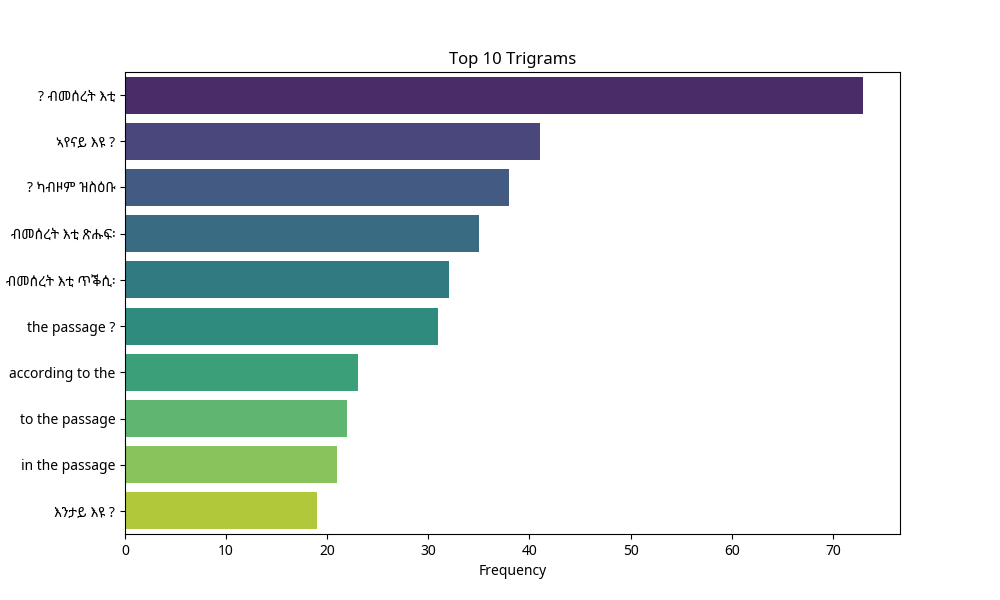 Top 10 Trigrams
? ብመሰረት እቲ
ኣየናይ እዩ ?
? ካብዞም ዝስዕቡ
ብመሰረት እቲ ጽሑፍ፡
ብመሰረት እቲ ጥቕሲ፡
the passage ?
according to the
to the passage
in the passage
እንታይ እዩ ?
0 10 20 30 40 50 60 70
Frequency